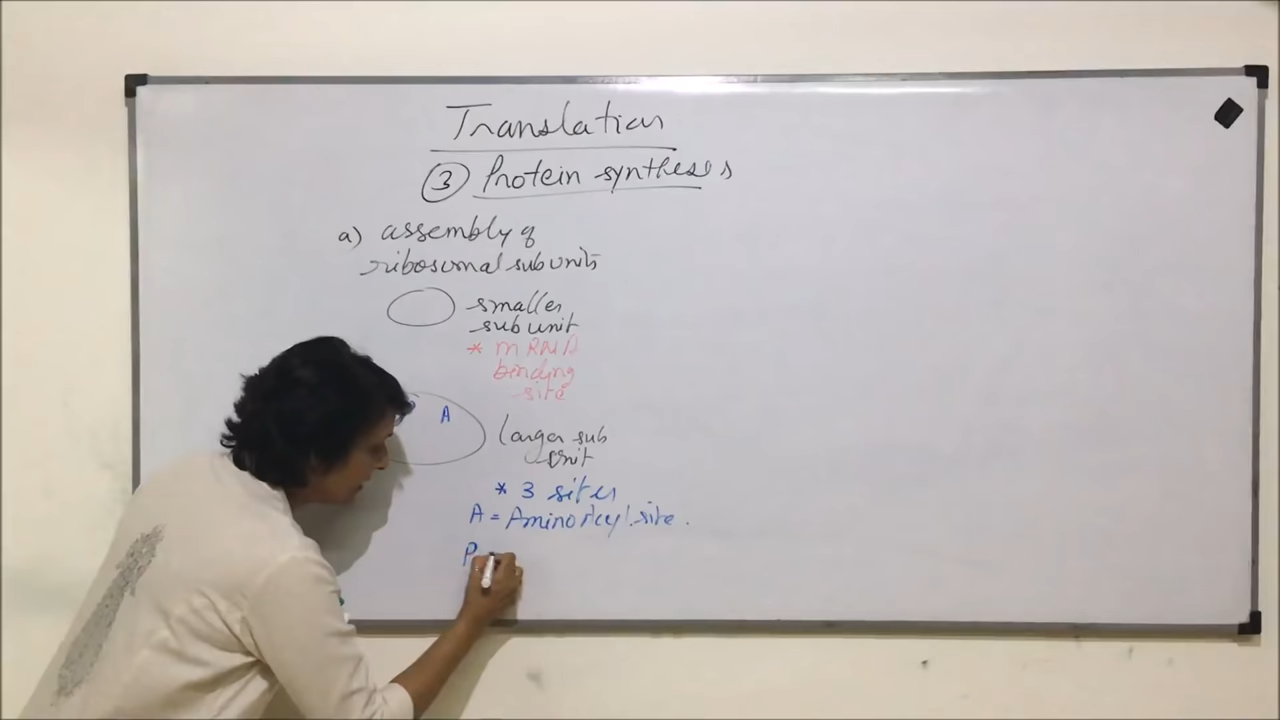 Translation
③ Protein syntheses
a) assembly of
ribosomal subunits
smaller
sub unit
* mRNA
binding
site
A
larger sub
unit
* 3 sites
A = Aminoacyl site.
P